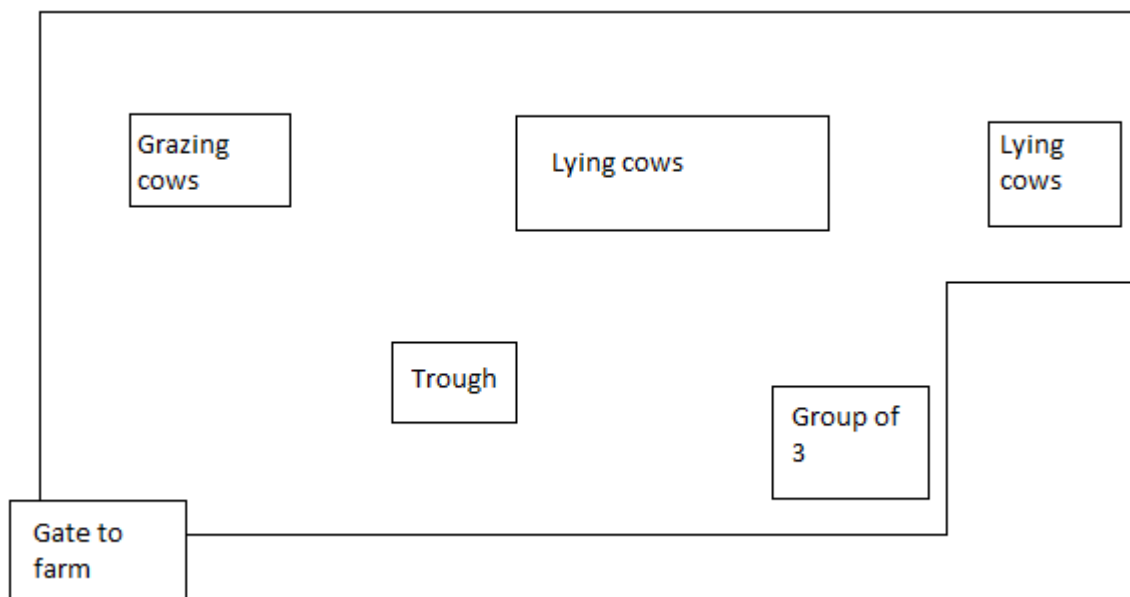 Grazing
cows
Lying cows
Lying
cows
Trough
Group of
3
Gate to
farm